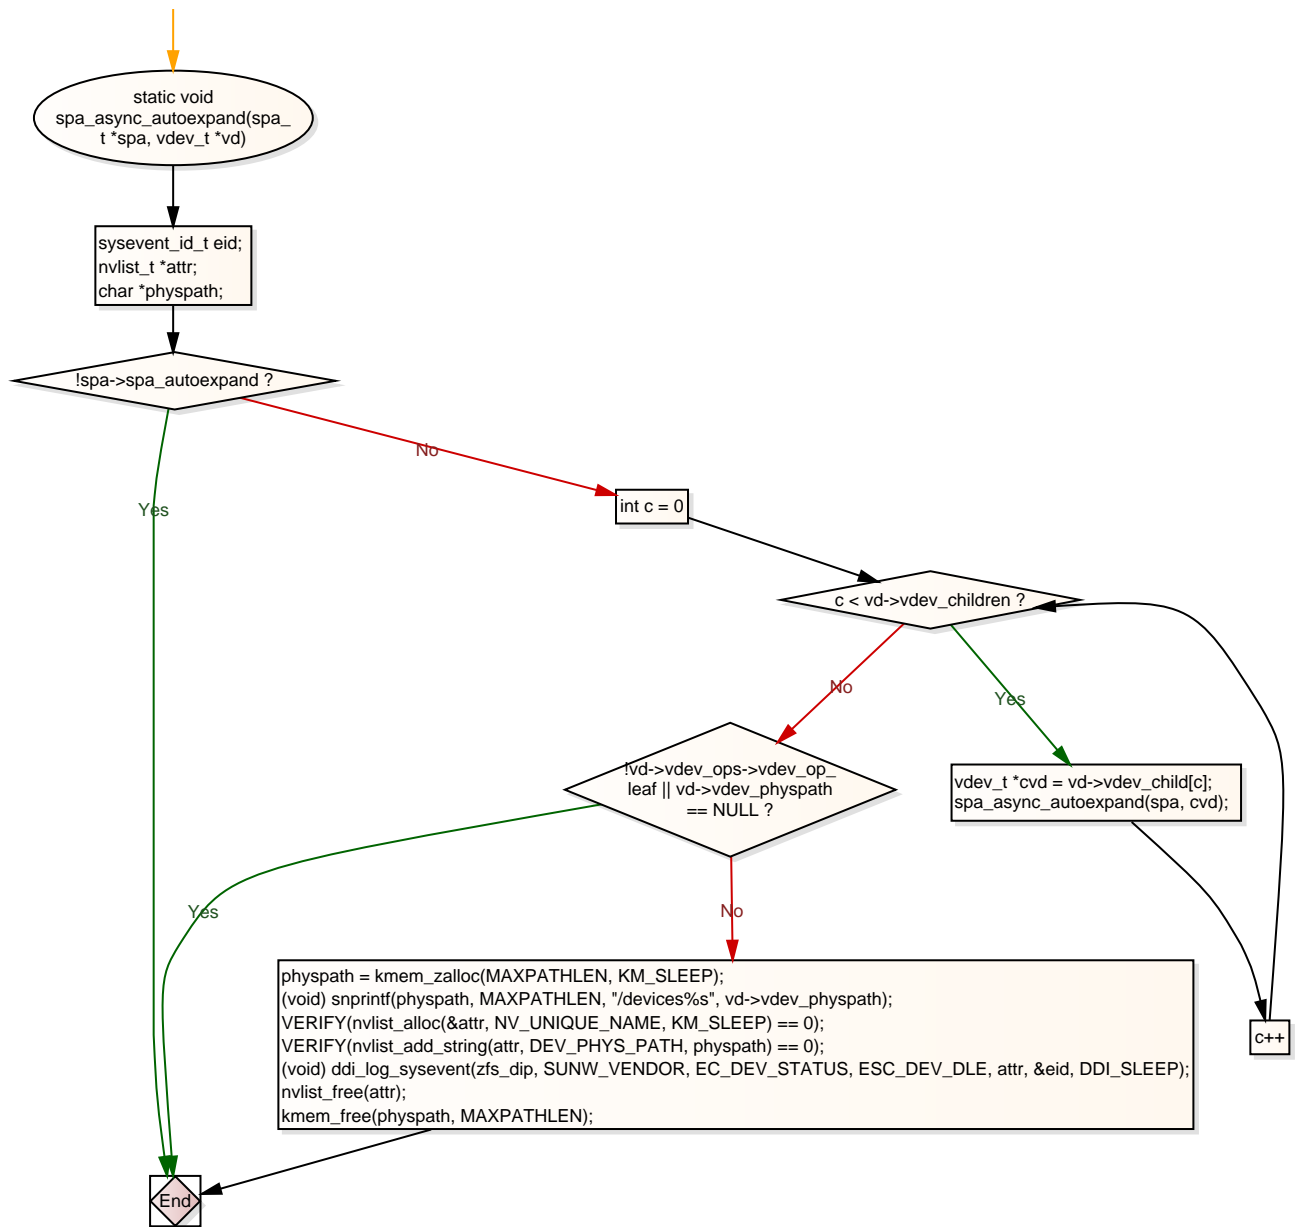 static void
spa_async_autoexpand(spa_
t *spa, vdev_t *vd)
sysevent_id_t eid;
nvlist_t *attr;
char *physpath;
!spa->spa_autoexpand ?
No
Yes
int c = 0
c < vd->vdev_children ?
No
Yes
!vd->vdev_ops->vdev_op_
leaf || vd->vdev_physpath
== NULL ?
vdev_t *cvd = vd->vdev_child[c];
spa_async_autoexpand(spa, cvd);
Yes
No
physpath = kmem_zalloc(MAXPATHLEN, KM_SLEEP);
(void) snprintf(physpath, MAXPATHLEN, "/devices%s", vd->vdev_physpath);
VERIFY(nvlist_alloc(&attr, NV_UNIQUE_NAME, KM_SLEEP) == 0);
VERIFY(nvlist_add_string(attr, DEV_PHYS_PATH, physpath) == 0);
(void) ddi_log_sysevent(zfs_dip, SUNW_VENDOR, EC_DEV_STATUS, ESC_DEV_DLE, attr, &eid, DDI_SLEEP);
nvlist_free(attr);
kmem_free(physpath, MAXPATHLEN);
c++
End